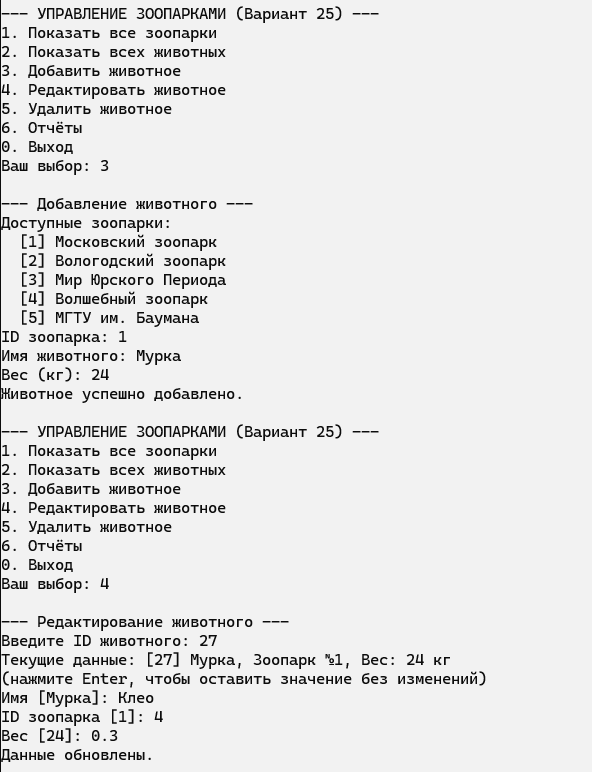 --- УПРАВЛЕНИЕ ЗООПАРКАМИ (Вариант 25) ---
1. Показать все зоопарки
2. Показать всех животных
3. Добавить животное
4. Редактировать животное
5. Удалить животное
6. Отчёты
0. Выход
Ваш выбор: 3

--- Добавление животного ---
Доступные зоопарки:
  [1] Московский зоопарк
  [2] Вологодский зоопарк
  [3] Мир Юрского Периода
  [4] Волшебный зоопарк
  [5] МГТУ им. Баумана
ID зоопарка: 1
Имя животного: Мурка
Вес (кг): 24
Животное успешно добавлено.

--- УПРАВЛЕНИЕ ЗООПАРКАМИ (Вариант 25) ---
1. Показать все зоопарки
2. Показать всех животных
3. Добавить животное
4. Редактировать животное
5. Удалить животное
6. Отчёты
0. Выход
Ваш выбор: 4

--- Редактирование животного ---
Введите ID животного: 27
Текущие данные: [27] Мурка, Зоопарк №1, Вес: 24 кг
(нажмите Enter, чтобы оставить значение без изменений)
Имя [Мурка]: Клео
ID зоопарка [1]: 4
Вес [24]: 0.3
Данные обновлены.